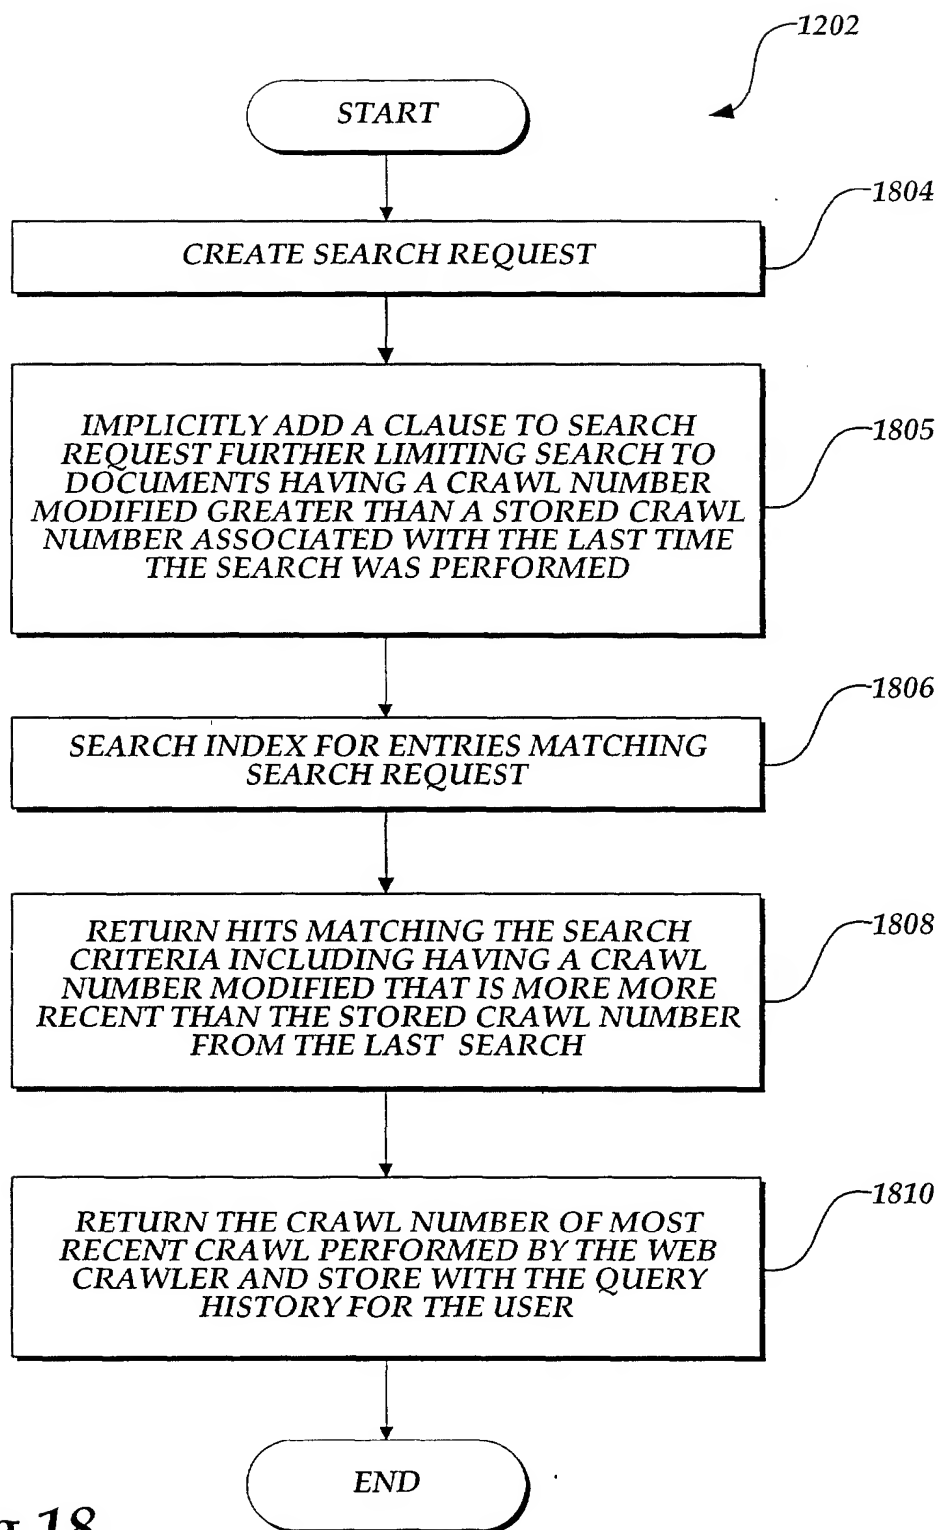 1202
START
1804
CREATE SEARCH REQUEST
IMPLICITLY ADD A CLAUSE TO SEARCH
REQUEST FURTHER LIMITING SEARCH TO
DOCUMENTS HAVING A CRAWL NUMBER
MODIFIED GREATER THAN A STORED CRAWL
NUMBER ASSOCIATED WITH THE LAST TIME
THE SEARCH WAS PERFORMED
1805
1806
SEARCH INDEX FOR ENTRIES MATCHING
SEARCH REQUEST
RETURN HITS MATCHING THE SEARCH
CRITERIA INCLUDING HAVING A CRAWL
NUMBER MODIFIED THAT IS MORE MORE
RECENT THAN THE STORED CRAWL NUMBER
FROM THE LAST SEARCH
1808
1810
RETURN THE CRAWL NUMBER OF MOST
RECENT CRAWL PERFORMED BY THE WEB
CRAWLER AND STORE WITH THE QUERY
HISTORY FOR THE USER
END
18